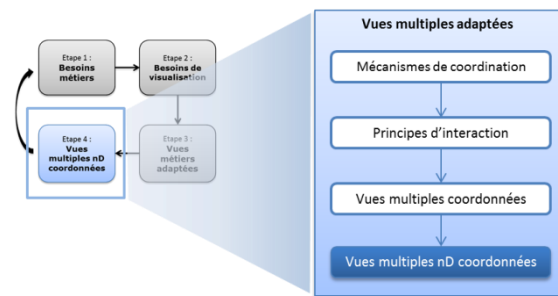 Etape 1 :
Besoins
métiers
Etape 2 :
Besoins de
visualisation
Etape 3 :
Vues
métiers
adaptées
Etape 4 :
Vues
multiples nD
coordonnées
Vues multiples adaptées
Mécanismes de coordination
Principes d'interaction
Vues multiples coordonnées
Vues multiples nD coordonnées